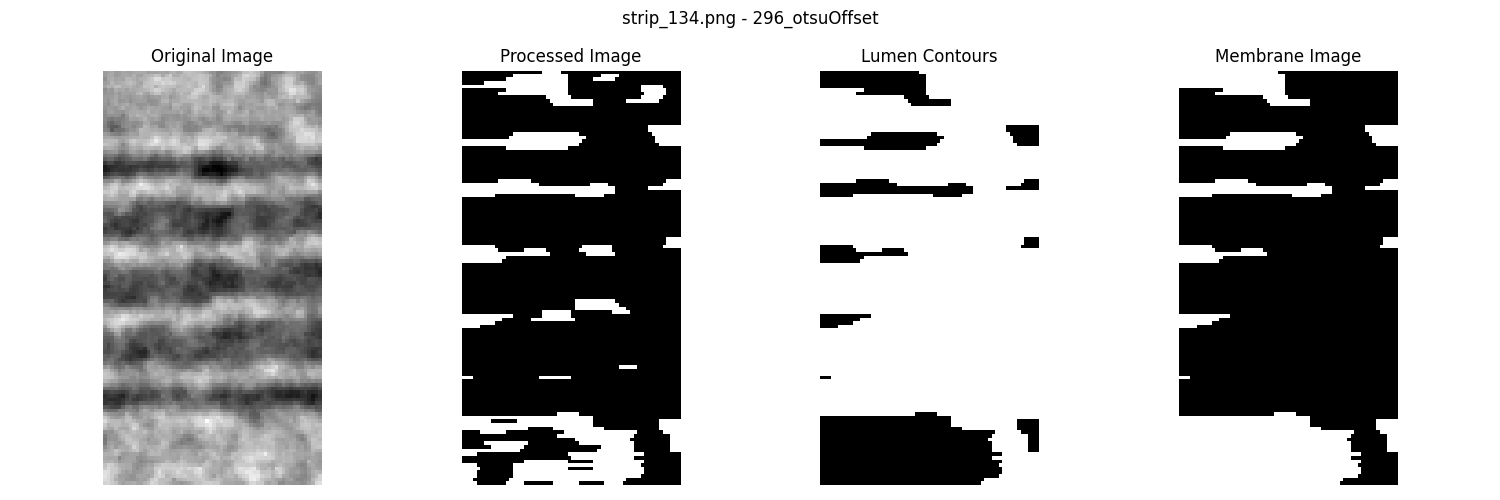 strip_134.png - 296_otsuOffset
Original Image
Processed Image
Lumen Contours
Membrane Image